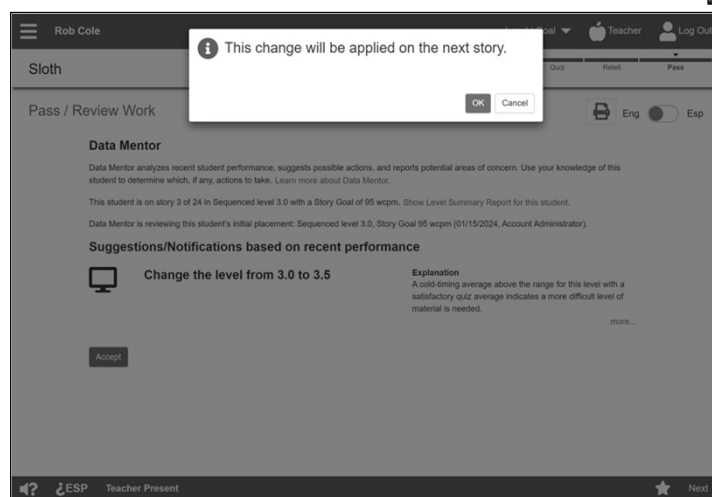 Rob Cole
Goal
Teacher
Log Out
This change will be applied on the next story.
OK
Cancel
Sloth
Quiz
Retell
Pass
Pass / Review Work
Eng
Esp
Data Mentor
Data Mentor analyzes recent student performance, suggests possible actions, and reports potential areas of concern. Use your knowledge of this
student to determine which, if any, actions to take. Learn more about Data Mentor.
This student is on story 3 of 24 in Sequenced level 3.0 with a Story Goal of 95 wcpm. Show Level Summary Report for this student.
Data Mentor is reviewing this student's initial placement: Sequenced level 3.0, Story Goal 95 wcpm (01/15/2024, Account Administrator).
Suggestions/Notifications based on recent performance
Change the level from 3.0 to 3.5
Explanation
A cold-timing average above the range for this level with a
satisfactory quiz average indicates a more difficult level of
material is needed.
more...
Accept
¿ESP
Teacher Present
Next